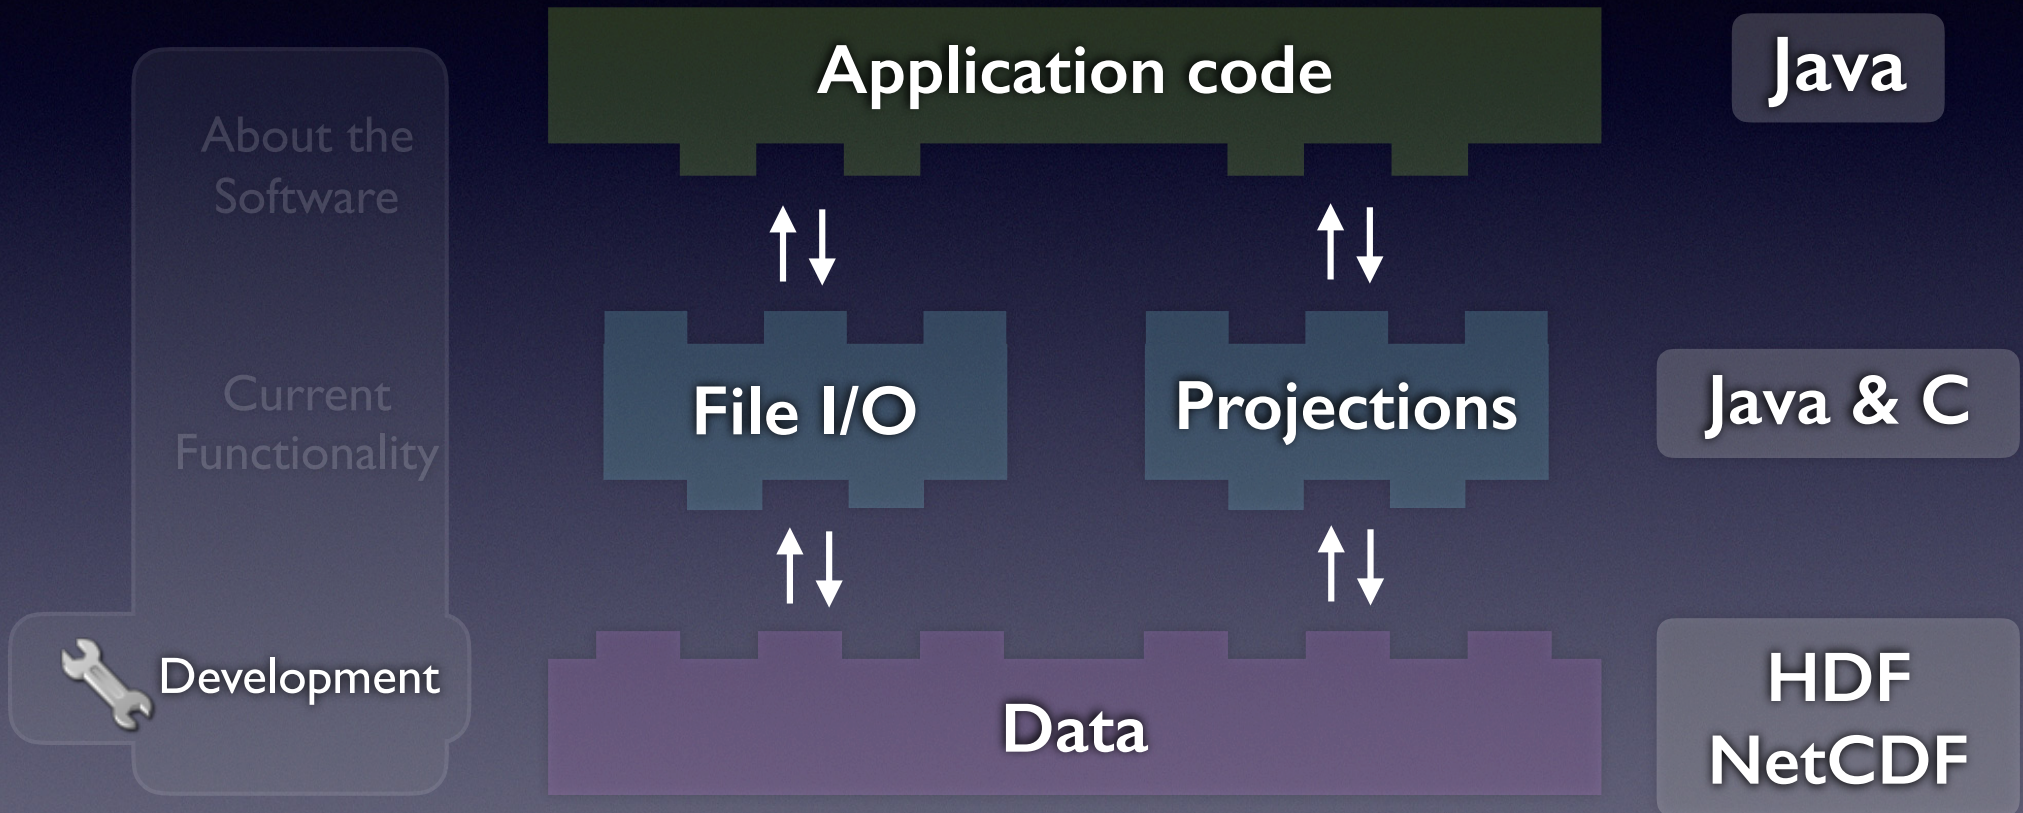 About the
Software
Current
Functionality
Development
Application code
Java
File I/O
Projections
Java & C
Data
HDF
NetCDF